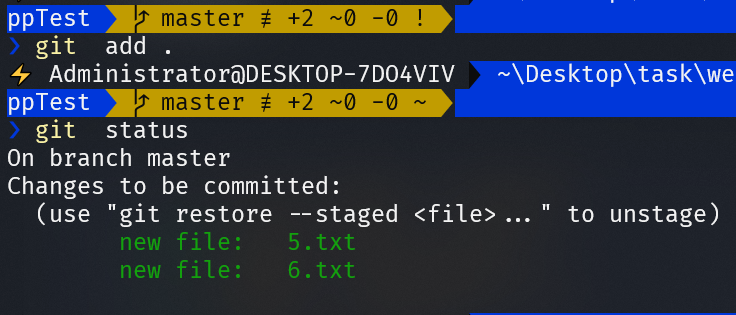 ppTest master ≢ +2 ~0 -0 !
❯ git  add .
⚡ Administrator@DESKTOP-7DO4VIV ~\Desktop\task\we
ppTest master ≢ +2 ~0 -0 ~
❯ git  status
On branch master
Changes to be committed:
  (use "git restore --staged <file>..." to unstage)
        new file:   5.txt
        new file:   6.txt